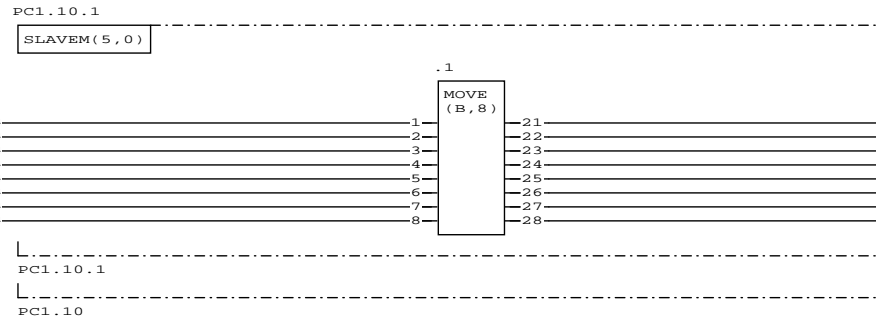 PC1.10.1
SLAVEM(5,0)
.1
MOVE
(B,8)
1 21
2 22
3 23
4 24
5 25
6 26
7 27
8 28
PC1.10.1
PC1.10